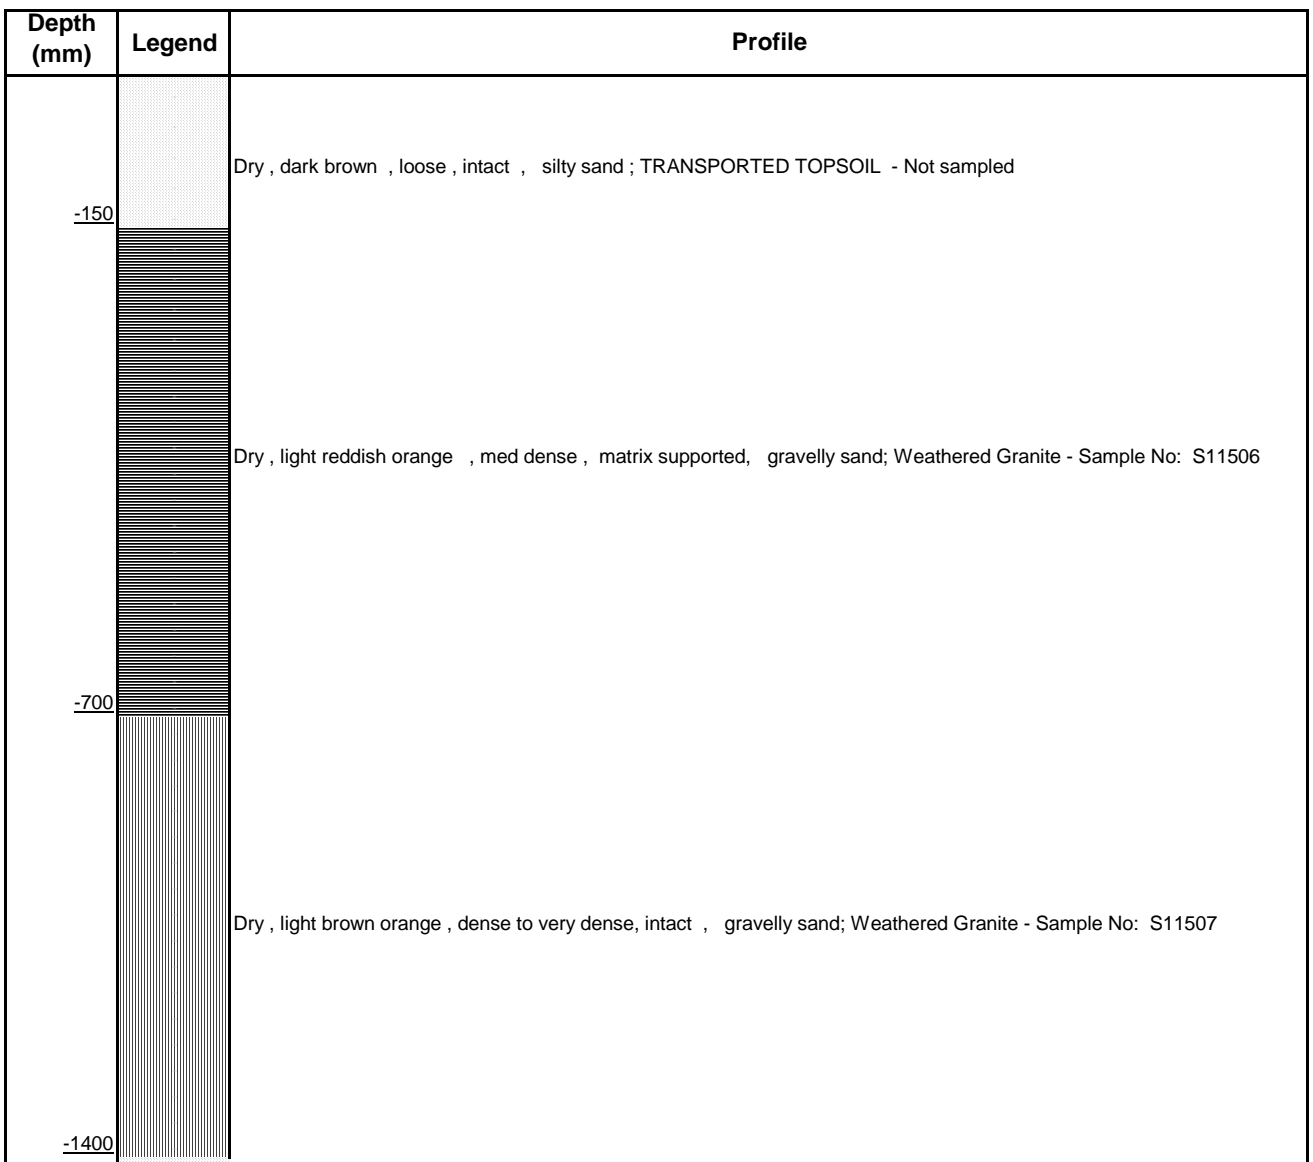 Depth
(mm)
Legend
Profile
Dry , dark brown  , loose , intact  ,   silty sand ; TRANSPORTED TOPSOIL  - Not sampled
-150
Dry , light reddish orange   , med dense ,  matrix supported,   gravelly sand; Weathered Granite - Sample No:  S11506
-700
Dry , light brown orange , dense to very dense, intact  ,   gravelly sand; Weathered Granite - Sample No:  S11507
-1400